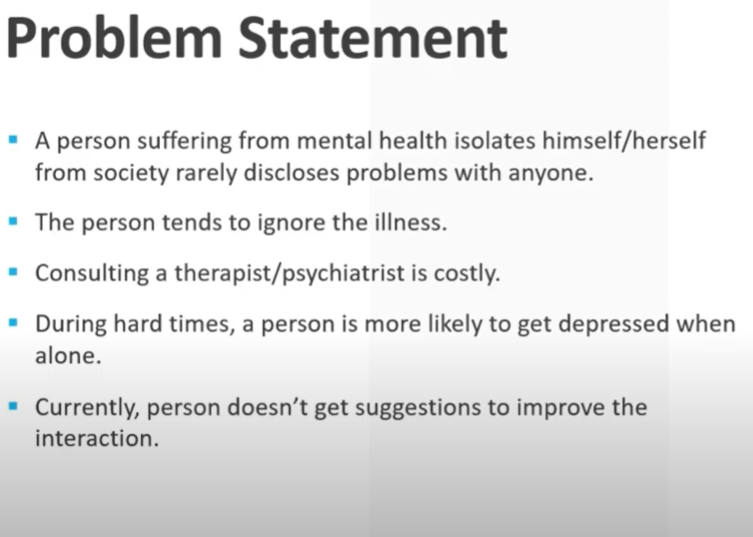 Problem Statement
▪ A person suffering from mental health isolates himself/herself
from society rarely discloses problems with anyone.
▪ The person tends to ignore the illness.
▪ Consulting a therapist/psychiatrist is costly.
▪ During hard times, a person is more likely to get depressed when
alone.
▪ Currently, person doesn’t get suggestions to improve the
interaction.